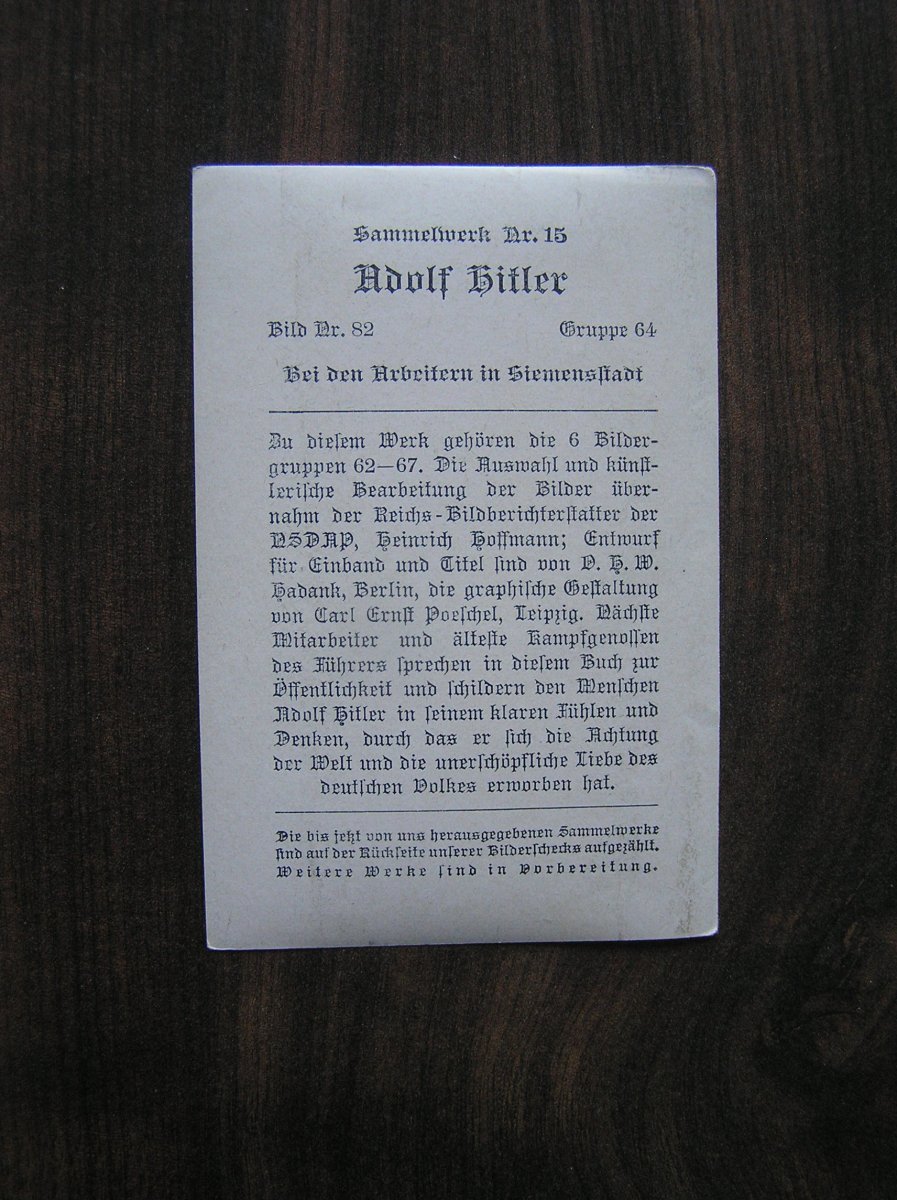 Sammelwerk Nr. 15
Adolf Hitler
Bild Nr. 82 Gruppe 64
Bei den Arbeitern in Siemensstadt
Zu diesem Werk gehören die 6 Bilder-
gruppen 62—67. Die Auswahl und künst-
lerische Bearbeitung der Bilder über-
nahm der Reichs-Bildberichterstatter der
NSDAP, Heinrich Hoffmann; Entwurf
für Einband und Titel sind von O. H. W.
Hadank, Berlin, die graphische Gestaltung
von Carl Ernst Poeschel, Leipzig. Nächste
Mitarbeiter und älteste Kampfgenossen
des Führers sprechen in diesem Buch zur
Öffentlichkeit und schildern den Menschen
Adolf Hitler in seinem klaren Fühlen und
Denken, durch das er sich die Achtung
der Welt und die unerschöpfliche Liebe des
deutschen Volkes erworben hat.
Die bis jetzt von uns herausgegebenen Sammelwerke
sind auf der Rückseite unserer Bilderschecks aufgezählt.
Weitere Werke sind in Vorbereitung.